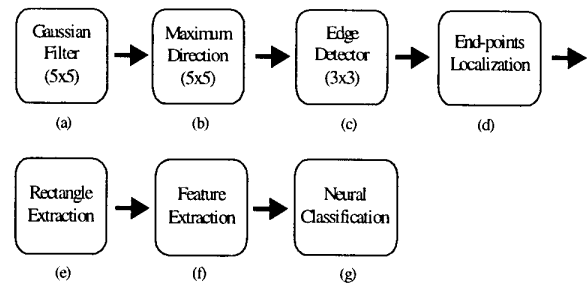 Gaussian
Filter
(5x5)
Maximum
Direction
(5x5)
Edge
Detector
(3x3)
End-points
Localization
(a)
(b)
(c)
(d)
Rectangle
Extraction
Feature
Extraction
Neural
Classification
(e)
(f)
(g)